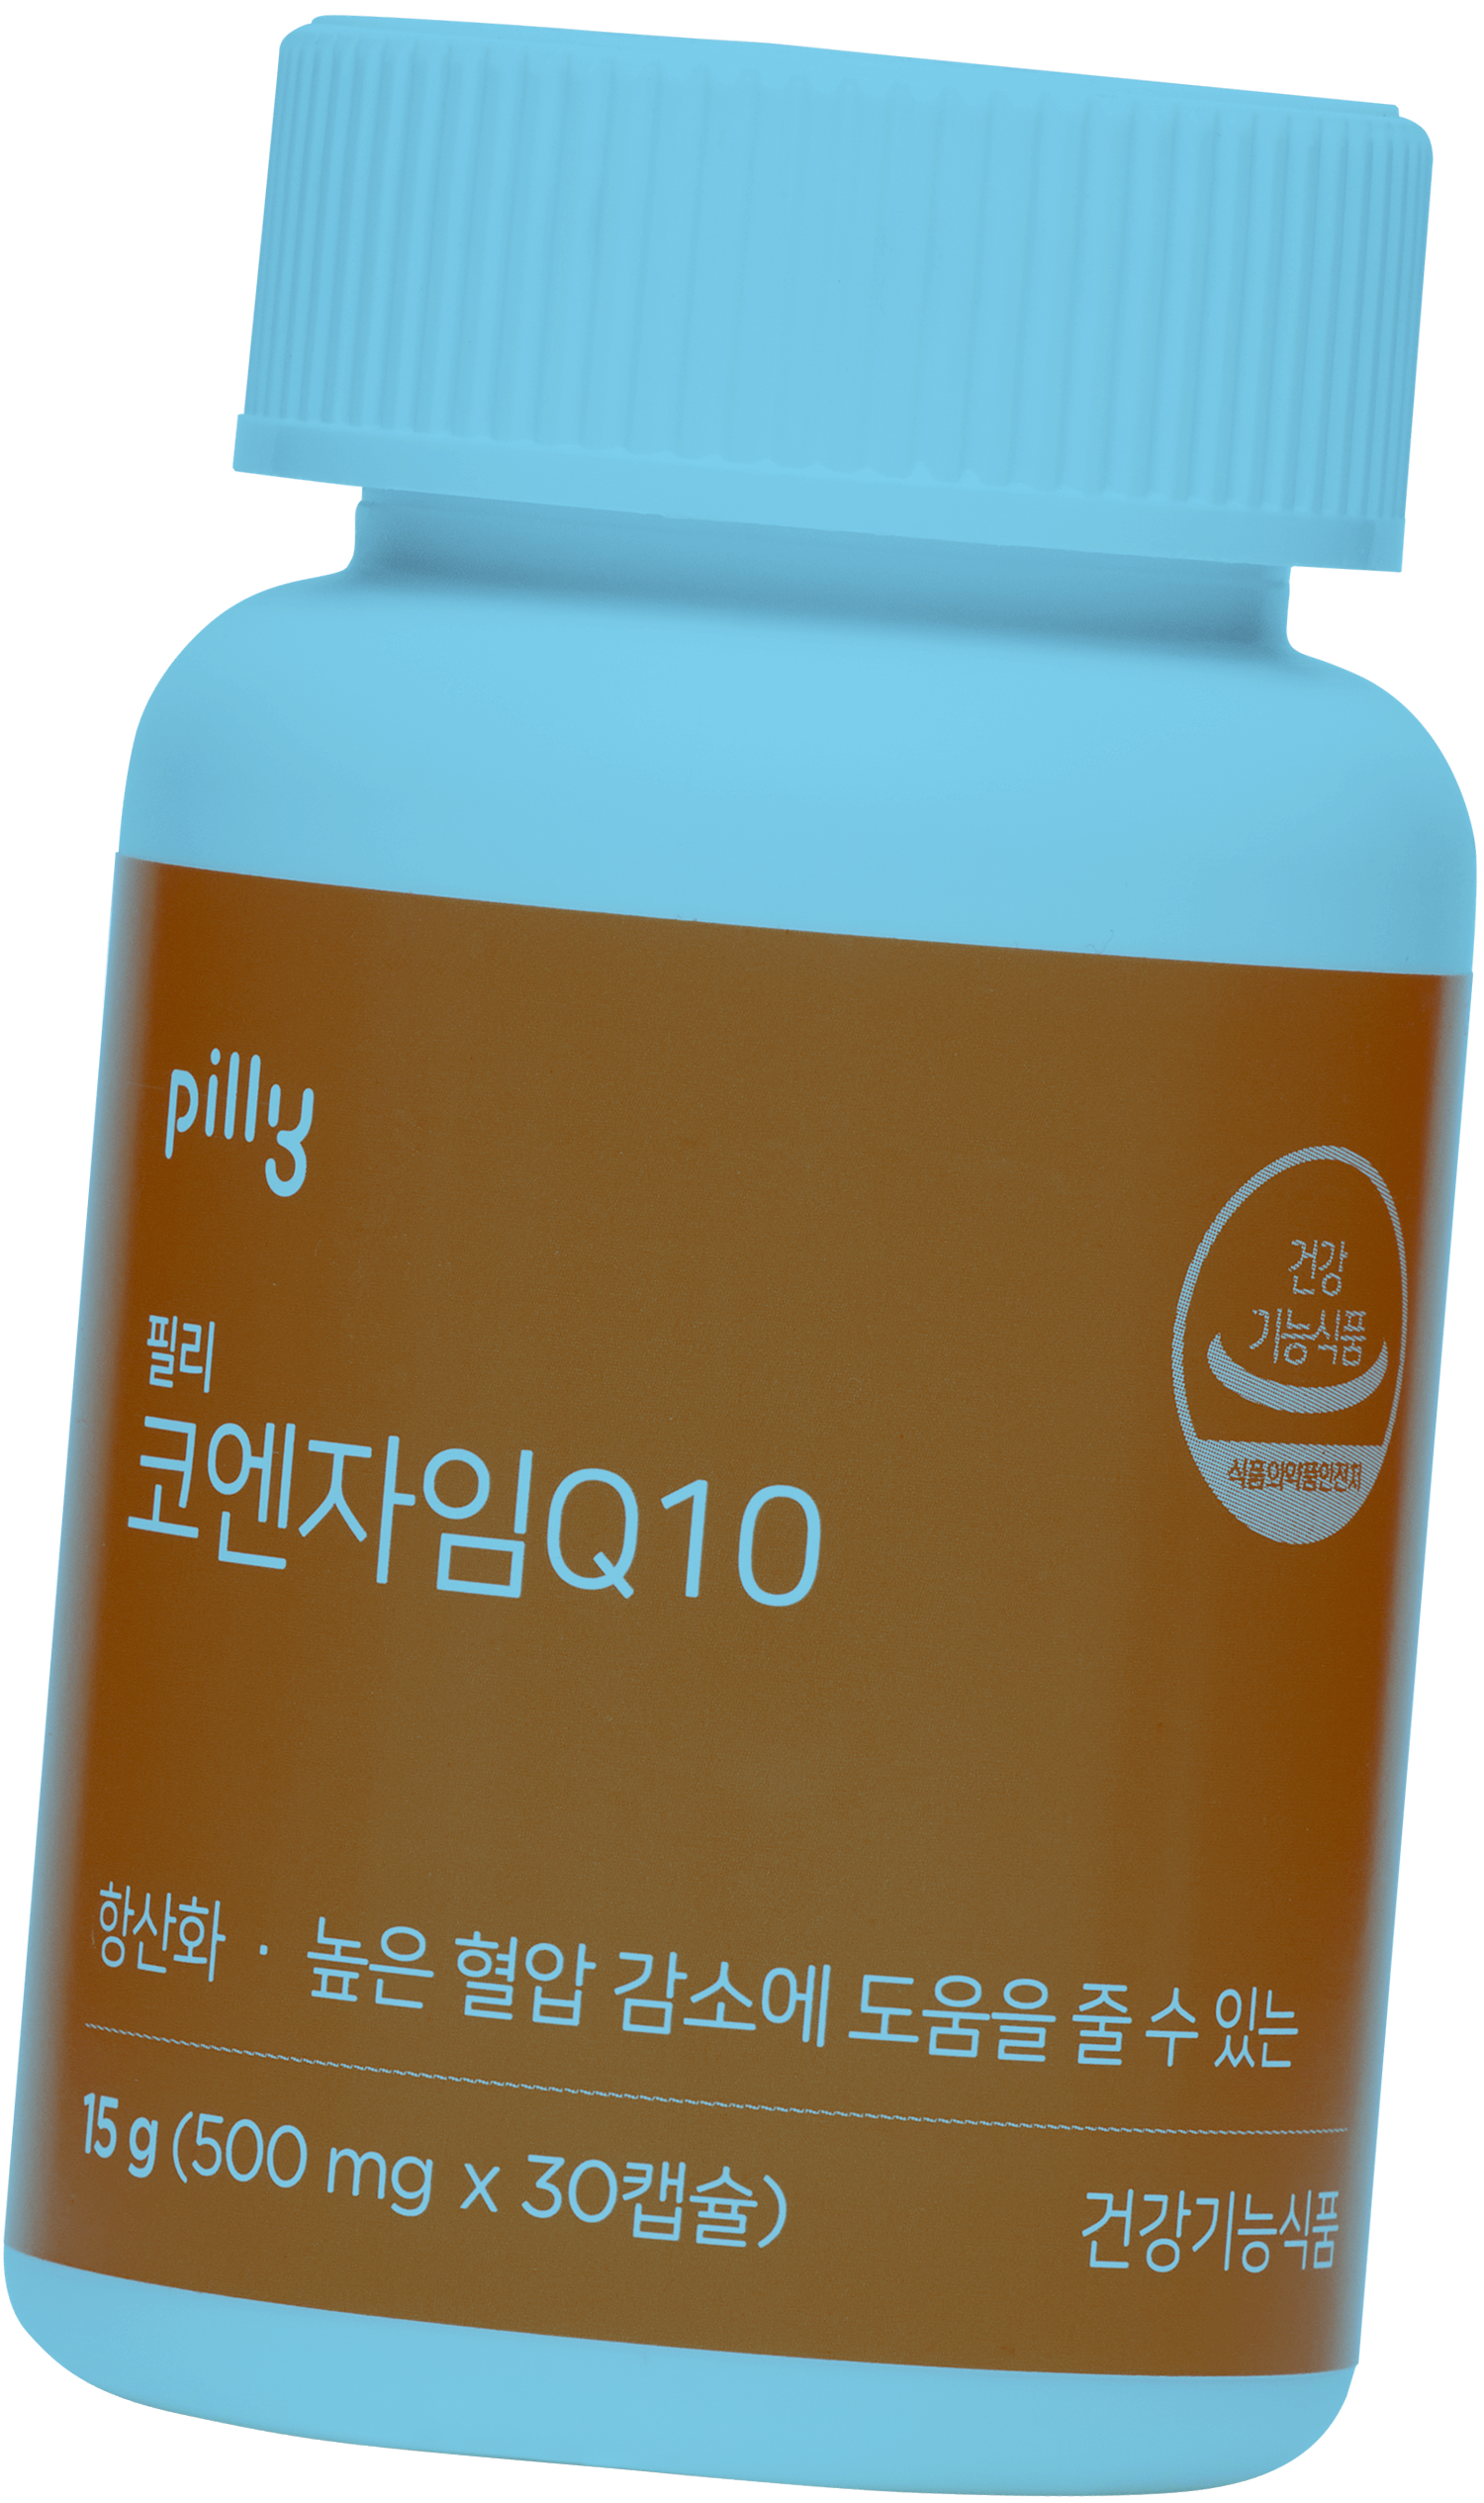 pilly
건강
기능식품
식품의약품안전처
필리
코엔자임Q10
항산화 · 높은 혈압 감소에 도움을 줄 수 있는
15 g (500 mg x 30캡슐)
건강기능식품